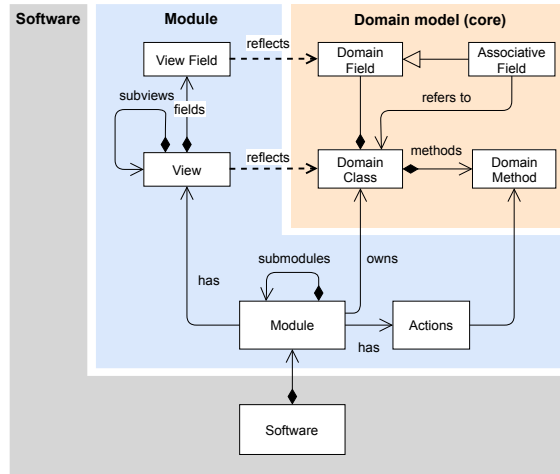 Software
Module
Domain model (core)
View Field
reflects
Domain
Field
Associative
Field
subviews
fields
refers to
View
reflects
Domain
Class
methods
Domain
Method
submodules
owns
has
Module
has
Actions
Software